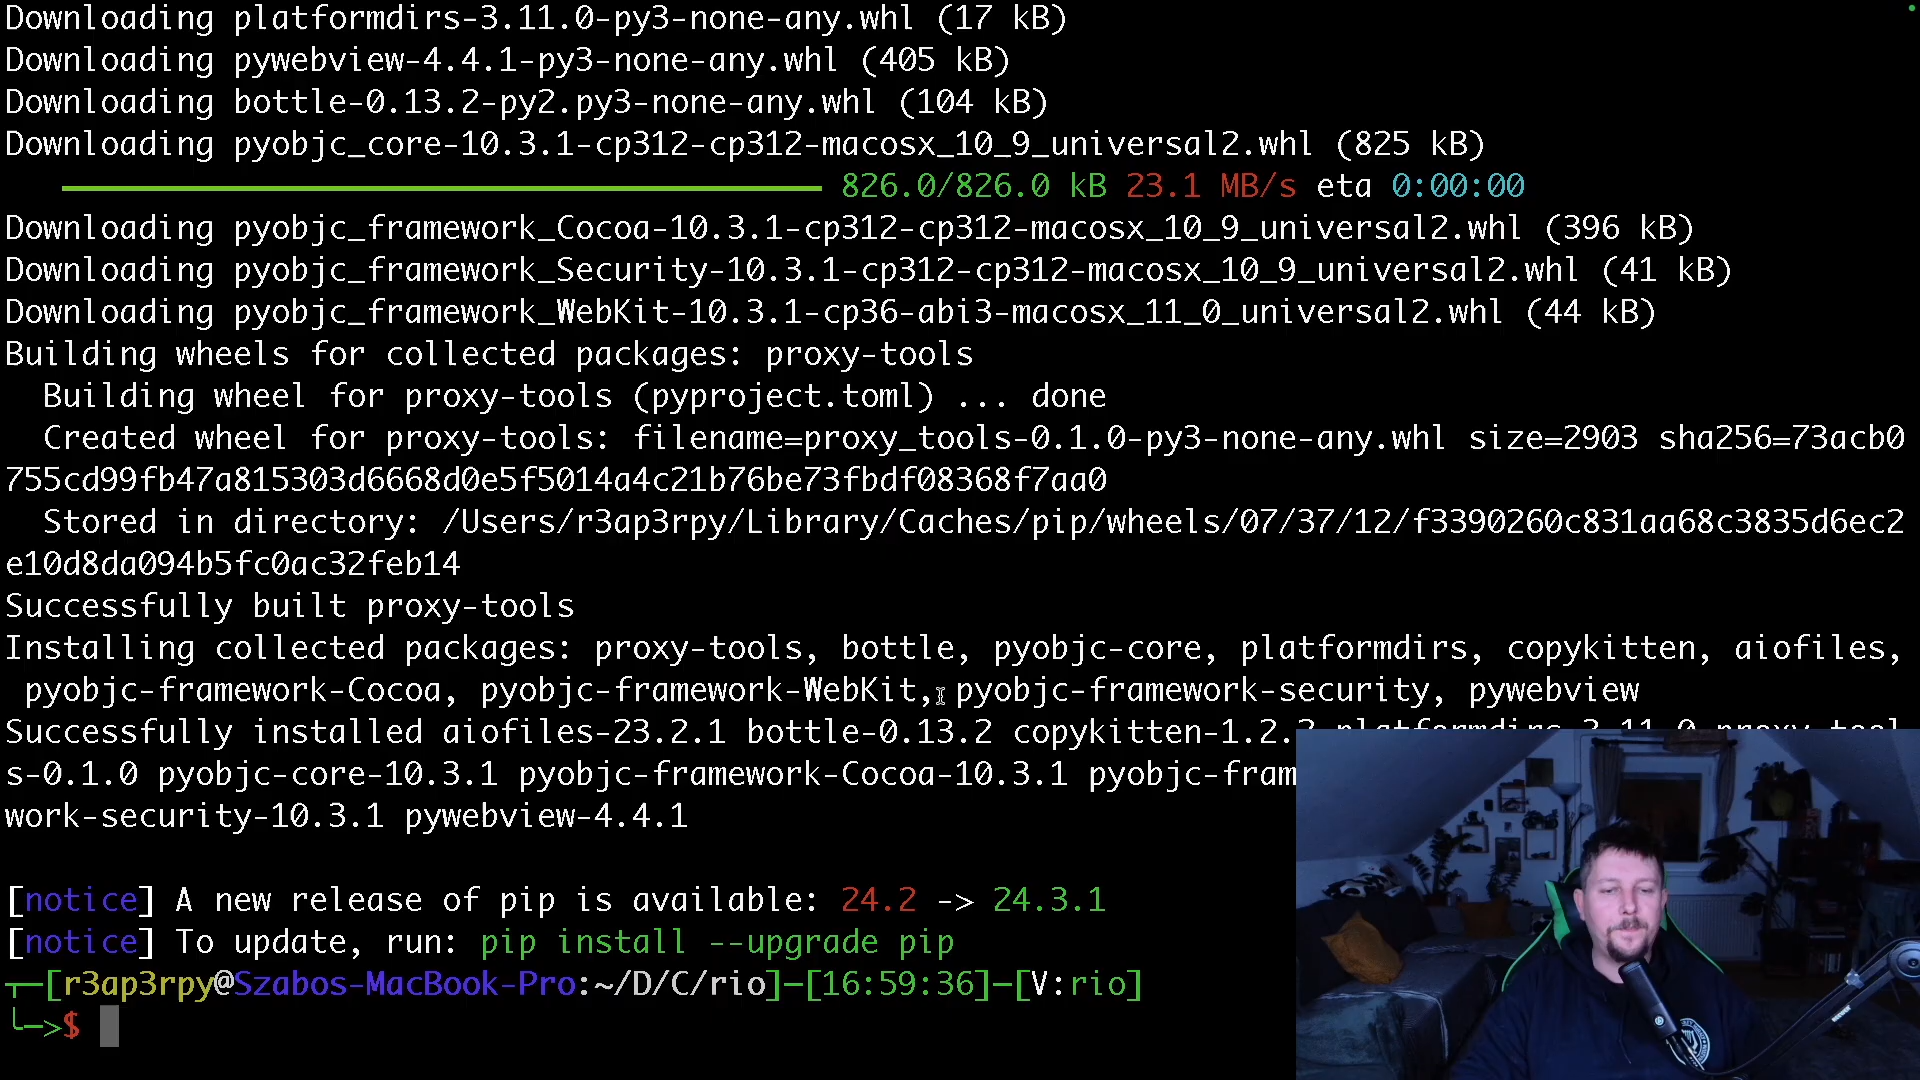 Downloading platformdirs-3.11.0-py3-none-any.whl (17 kB)
Downloading pywebview-4.4.1-py3-none-any.whl (405 kB)
Downloading bottle-0.13.2-py2.py3-none-any.whl (104 kB)
Downloading pyobjc_core-10.3.1-cp312-cp312-macosx_10_9_universal2.whl (825 kB)
826.0/826.0 kB 23.1 MB/s eta 0:00:00
Downloading pyobjc_framework_Cocoa-10.3.1-cp312-cp312-macosx_10_9_universal2.whl (396 kB)
Downloading pyobjc_framework_Security-10.3.1-cp312-cp312-macosx_10_9_universal2.whl (41 kB)
Downloading pyobjc_framework_WebKit-10.3.1-cp36-abi3-macosx_11_0_universal2.whl (44 kB)
Building wheels for collected packages: proxy-tools
Building wheel for proxy-tools (pyproject.toml) ... done
Created wheel for proxy-tools: filename=proxy_tools-0.1.0-py3-none-any.whl size=2903 sha256=73acb0
755cd99fb47a815303d6668d0e5f5014a4c21b76be73fbdf08368f7aa0
Stored in directory: /Users/r3ap3rpy/Library/Caches/pip/wheels/07/37/12/f3390260c831aa68c3835d6ec2
e10d8da094b5fc0ac32feb14
Successfully built proxy-tools
Installing collected packages: proxy-tools, bottle, pyobjc-core, platformdirs, copykitten, aiofiles,
pyobjc-framework-Cocoa, pyobjc-framework-WebKit, pyobjc-framework-security, pywebview
Successfully installed aiofiles-23.2.1 bottle-0.13.2 copykitten-1.2.3 platformdirs-3.11.0 proxy-tool
s-0.1.0 pyobjc-core-10.3.1 pyobjc-framework-Cocoa-10.3.1 pyobjc-fram
work-security-10.3.1 pywebview-4.4.1
[notice] A new release of pip is available: 24.2 -> 24.3.1
[notice] To update, run: pip install --upgrade pip
┬─[r3ap3rpy@Szabos-MacBook-Pro:~/D/C/rio]─[16:59:36]─[V:rio]
╰─>$